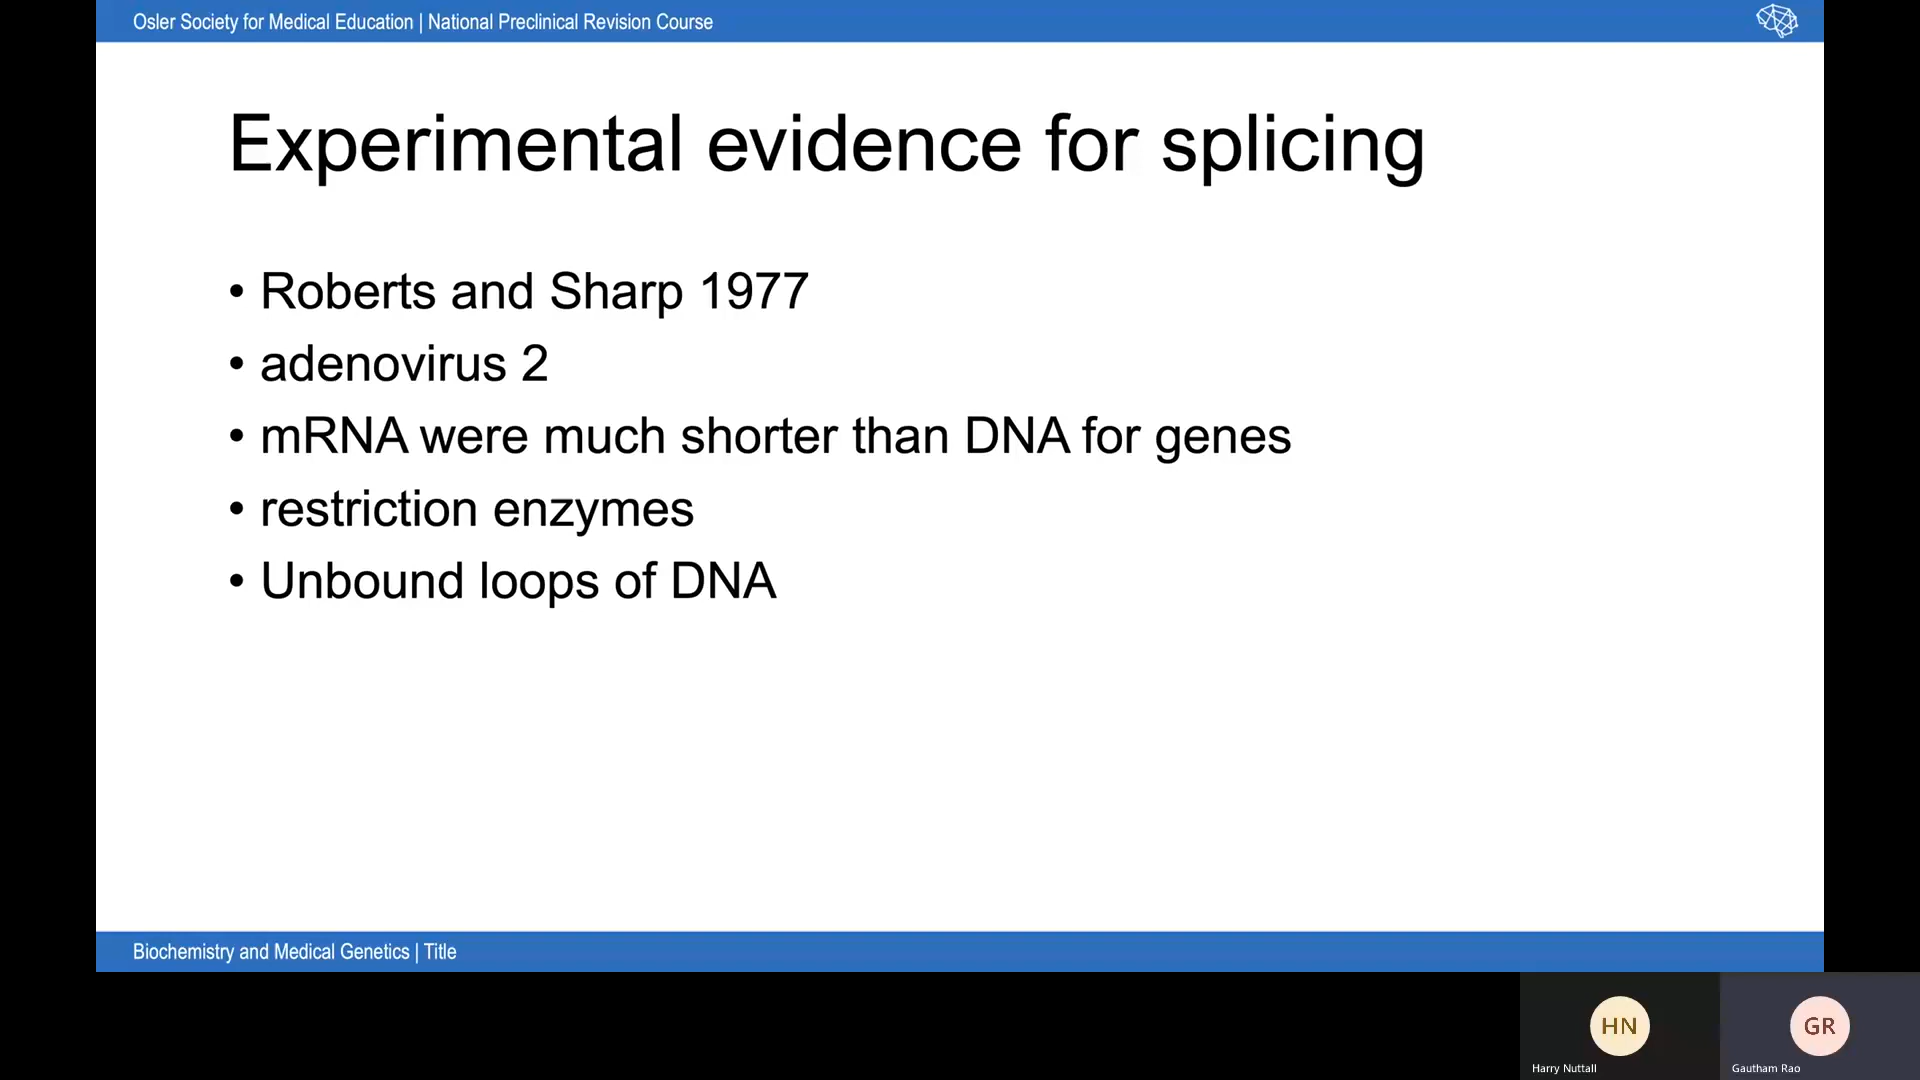 Osler Society for Medical Education | National Preclinical Revision Course
Experimental evidence for splicing
• Roberts and Sharp 1977
• adenovirus 2
• mRNA were much shorter than DNA for genes
• restriction enzymes
• Unbound loops of DNA
Biochemistry and Medical Genetics | Title
HN
GR
Harry Nuttall
Gautham Rao